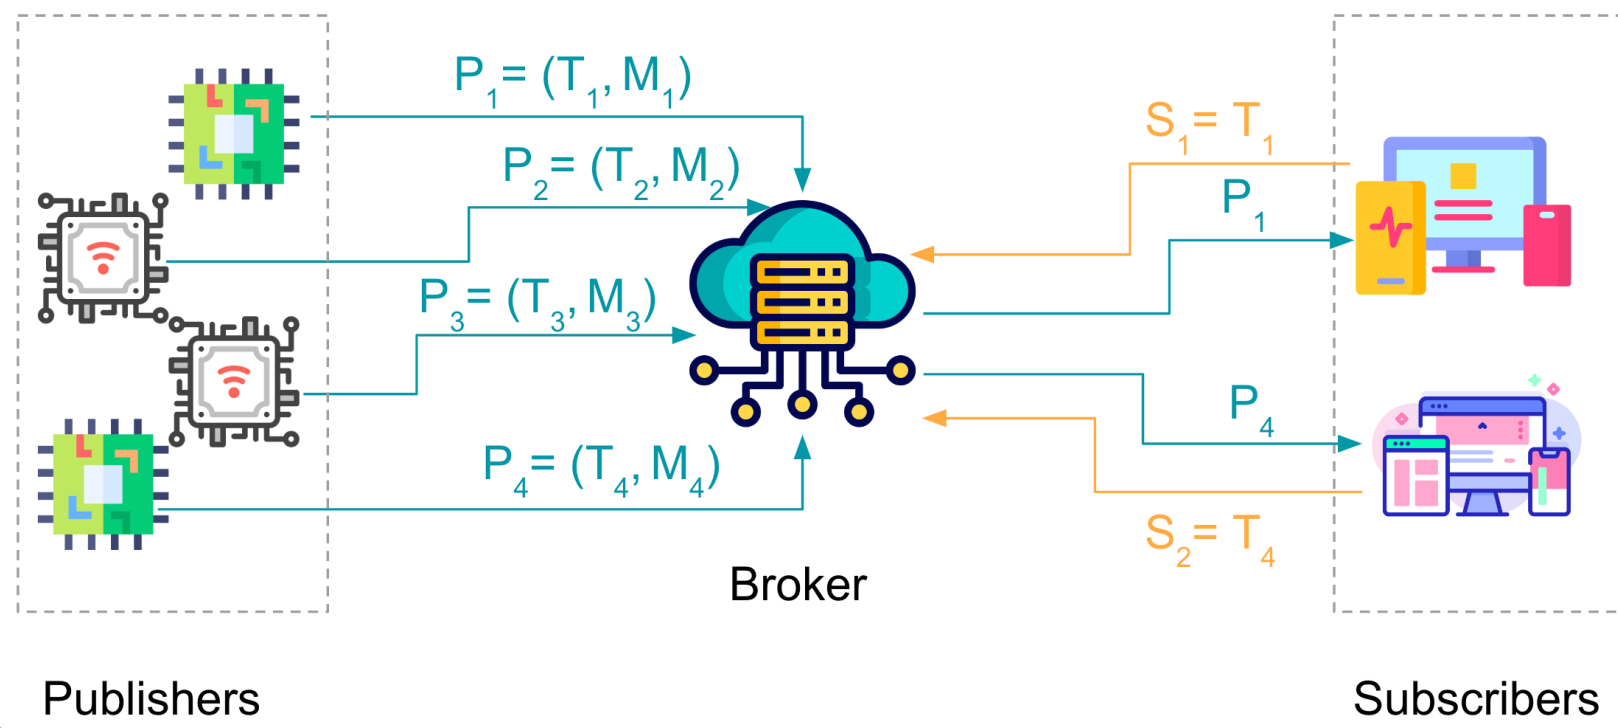 P₁= (T₁, M₁)
P₂= (T₂, M₂)
P₃= (T₃, M₃)
P₄= (T₄, M₄)
S₁= T₁
P₁
P₄
S₂= T₄
Broker
Publishers
Subscribers